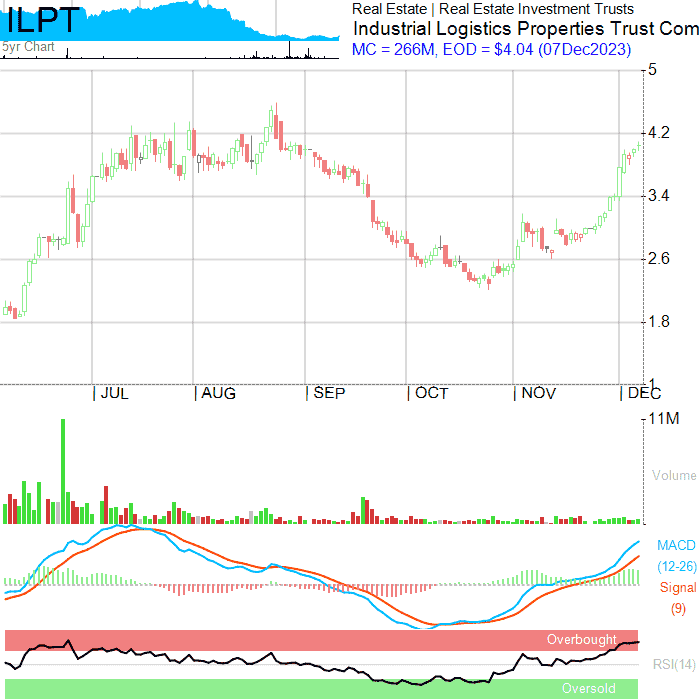 ILPT
5yr Chart
Real Estate | Real Estate Investment Trusts
Industrial Logistics Properties Trust Com
MC = 266M, EOD = $4.04 (07Dec2023)
5
4.2
3.4
2.6
1.8
1
JUL AUG SEP OCT NOV DEC
11M
Volume
MACD
(12-26)
Signal
(9)
Overbought
RSI(14)
Oversold